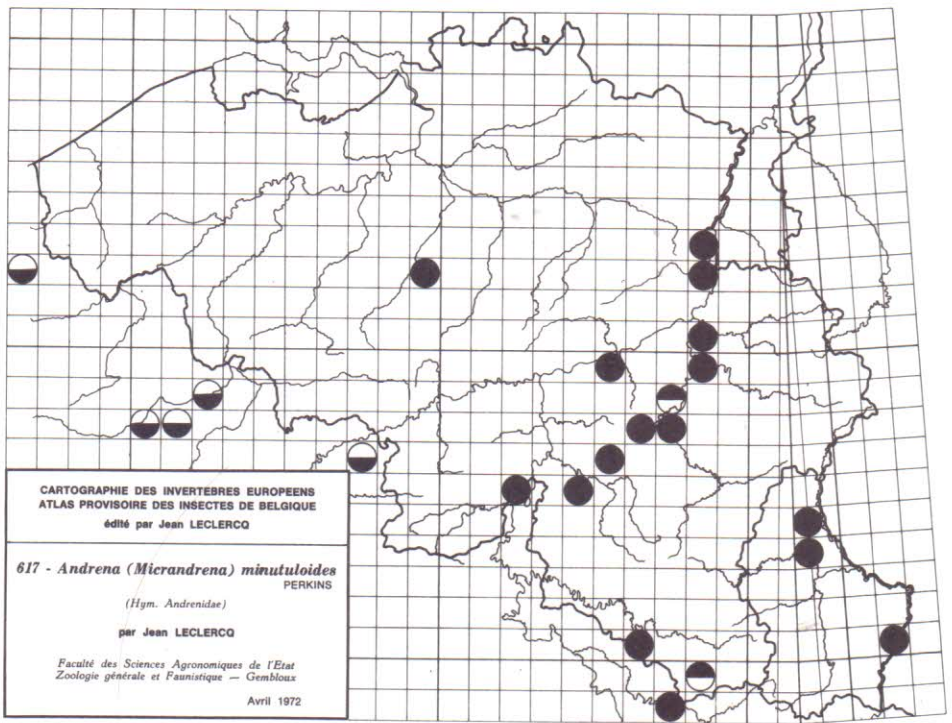 CARTOGRAPHIE DES INVERTEBRES EUROPEENS
ATLAS PROVISOIRE DES INSECTES DE BELGIQUE
édité par Jean LECLERCQ
617 - Andrena (Micrandrena) minutuloides
PERKINS
(Hym. Andrenidae)
par Jean LECLERCQ
Faculté des Sciences Agronomiques de l'Etat
Zoologie générale et Faunistique — Gembloux
Avril 1972